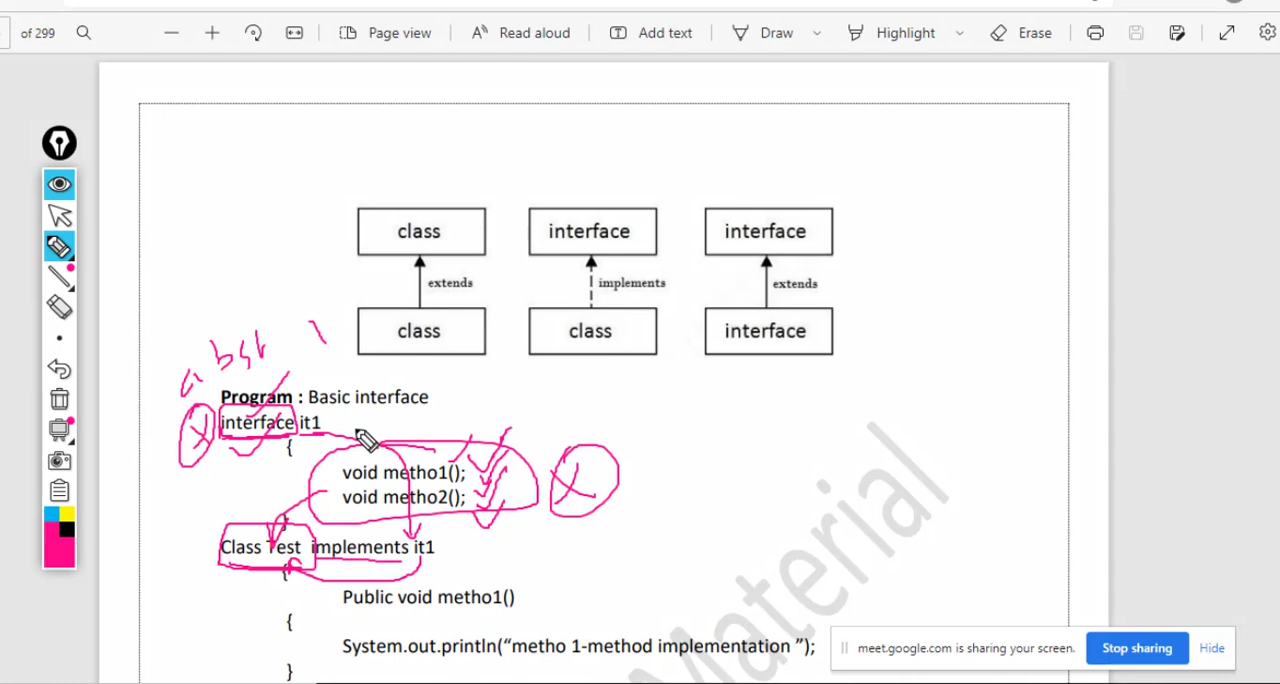 of 299
Page view
Read aloud
Add text
Draw
Highlight
Erase
class interface interface
extends implements extends
class class interface
abst
Program : Basic interface
interface it1
{
void metho1();
void metho2();
}
Class Test implements it1
{
Public void metho1()
{
System.out.println(“metho 1-method implementation ”);
}
Material
meet.google.com is sharing your screen. Stop sharing Hide